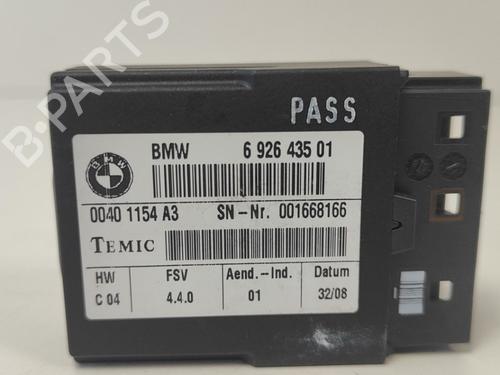 B·PARTS
PASS
BMW 6 926 435 01
0040 1154 A3 SN-Nr. 001668166
TEMIC
HW FSV Aend.-Ind. Datum
C 04 4.4.0 01 32/08